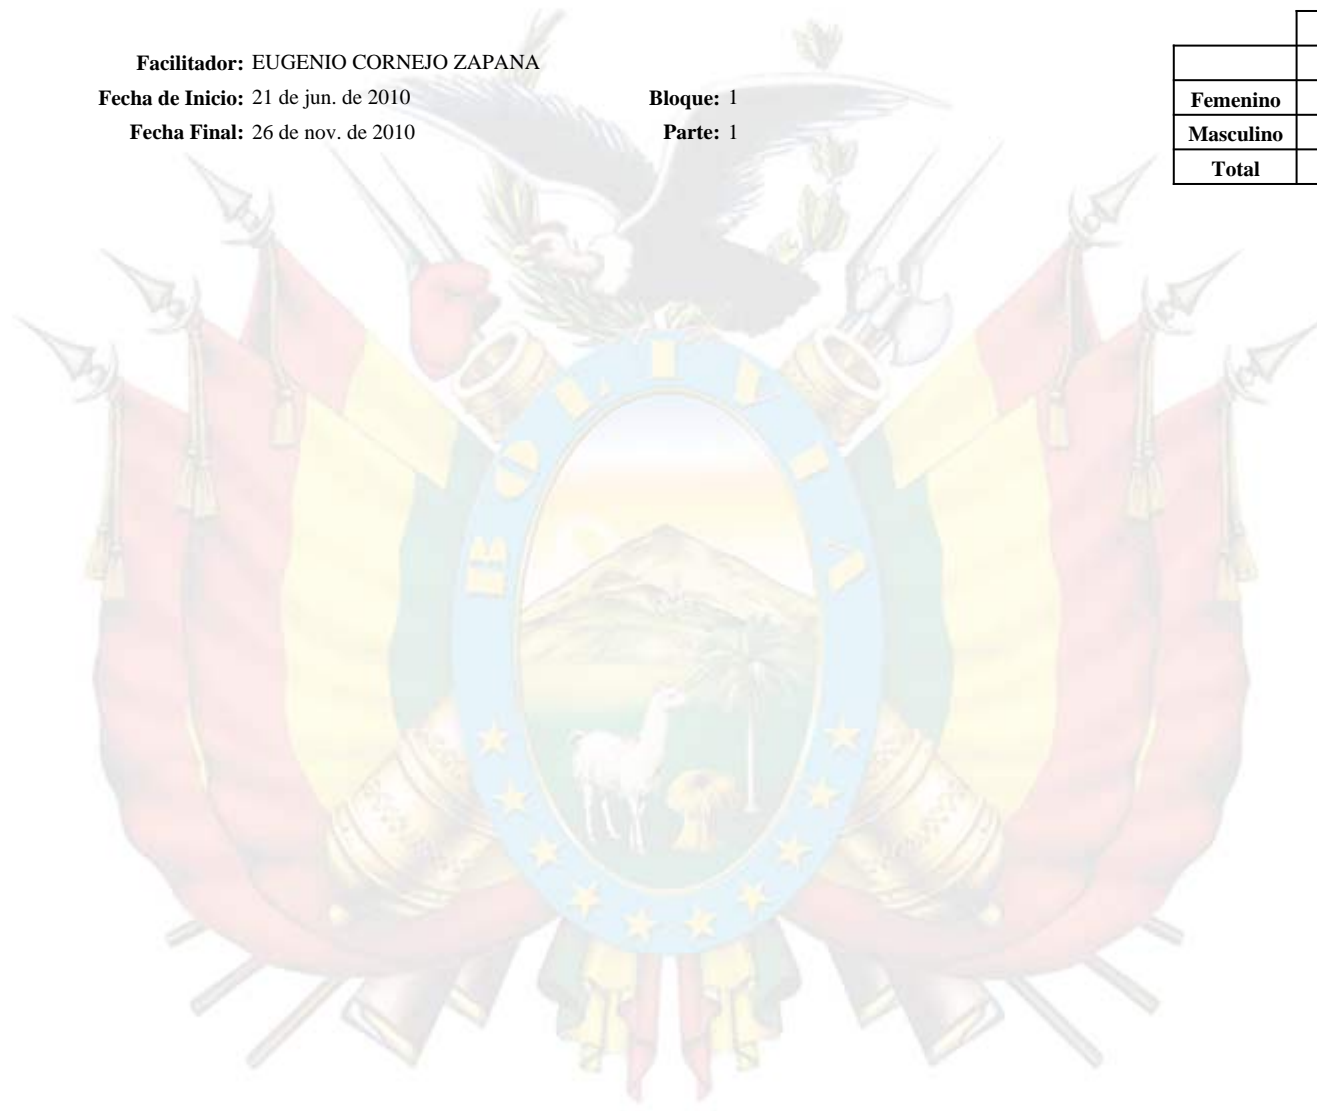 Facilitador: EUGENIO CORNEJO ZAPANA
Fecha de Inicio: 21 de jun. de 2010 Bloque: 1
Fecha Final: 26 de nov. de 2010 Parte: 1
Femenino
Masculino
Total
BOLIVIA